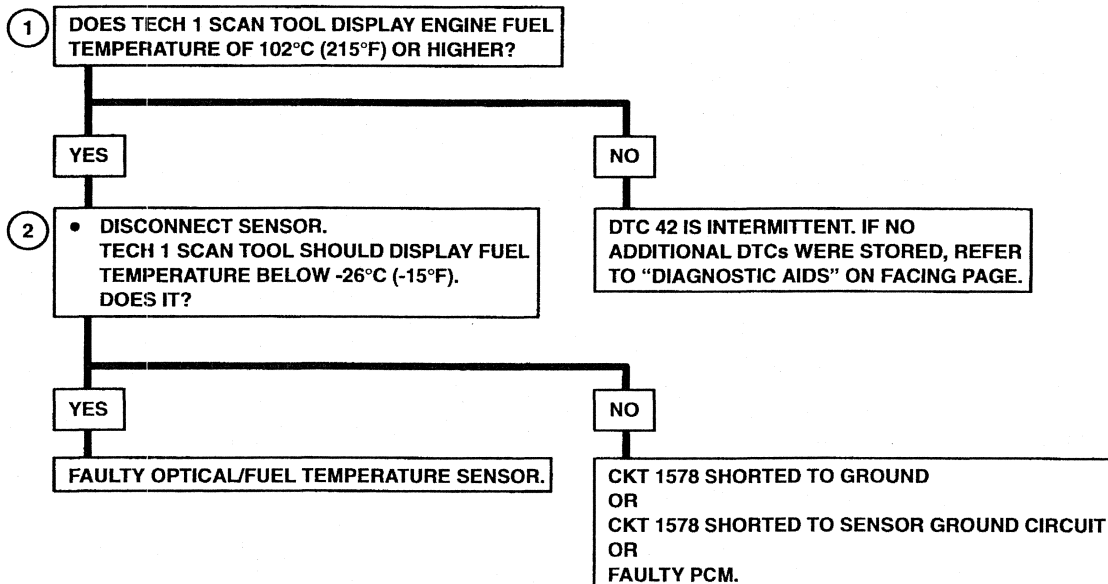 1
DOES TECH 1 SCAN TOOL DISPLAY ENGINE FUEL
TEMPERATURE OF 102°C (215°F) OR HIGHER?
YES
NO
2
• DISCONNECT SENSOR.
TECH 1 SCAN TOOL SHOULD DISPLAY FUEL
TEMPERATURE BELOW -26°C (-15°F).
DOES IT?
DTC 42 IS INTERMITTENT. IF NO
ADDITIONAL DTCs WERE STORED, REFER
TO “DIAGNOSTIC AIDS” ON FACING PAGE.
YES
NO
FAULTY OPTICAL/FUEL TEMPERATURE SENSOR.
CKT 1578 SHORTED TO GROUND
OR
CKT 1578 SHORTED TO SENSOR GROUND CIRCUIT
OR
FAULTY PCM.